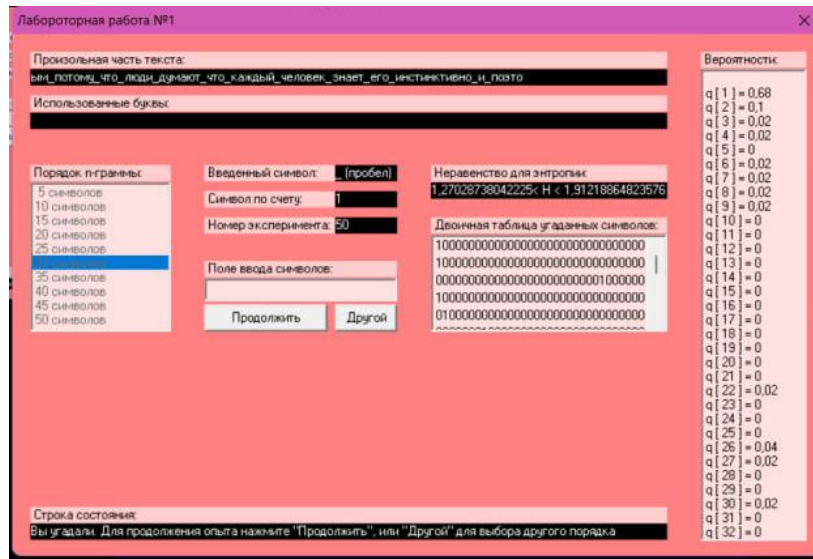 Лабороторная работа №1
Произольная часть текста:
ым_потому_что_люди_думают_что_каждый_человек_знает_его_инстинктивно_и_поэто
Использованные буквы:
Порядок n-граммы:
5 символов
10 символов
15 символов
20 символов
25 символов
35 символов
40 символов
45 символов
50 символов
Введенный символ: _ (пробел)
Символ по счету: 1
Номер эксперимента: 50
Поле ввода символов:
Продолжить
Другой
Неравенство для энтропии:
1,27028738042225< H < 1,91218864823576
Двоичная таблица угаданных символов:
10000000000000000000000000000000
10000000000000000000000000000000
00000000000000000000000001000000
10000000000000000000000000000000
01000000000000000000000000000000
Вероятности:
q[ 1 ] = 0,68
q[ 2 ] = 0,1
q[ 3 ] = 0,02
q[ 4 ] = 0,02
q[ 5 ] = 0
q[ 6 ] = 0,02
q[ 7 ] = 0,02
q[ 8 ] = 0,02
q[ 9 ] = 0,02
q[ 10 ] = 0
q[ 11 ] = 0
q[ 12 ] = 0
q[ 13 ] = 0
q[ 14 ] = 0
q[ 15 ] = 0
q[ 16 ] = 0
q[ 17 ] = 0
q[ 18 ] = 0
q[ 19 ] = 0
q[ 20 ] = 0
q[ 21 ] = 0
q[ 22 ] = 0,02
q[ 23 ] = 0
q[ 24 ] = 0
q[ 25 ] = 0
q[ 26 ] = 0,04
q[ 27 ] = 0,02
q[ 28 ] = 0
q[ 29 ] = 0
q[ 30 ] = 0,02
q[ 31 ] = 0
q[ 32 ] = 0
Строка состояния:
Вы угадали. Для продолжения опыта нажмите "Продолжить", или "Другой" для выбора другого порядка